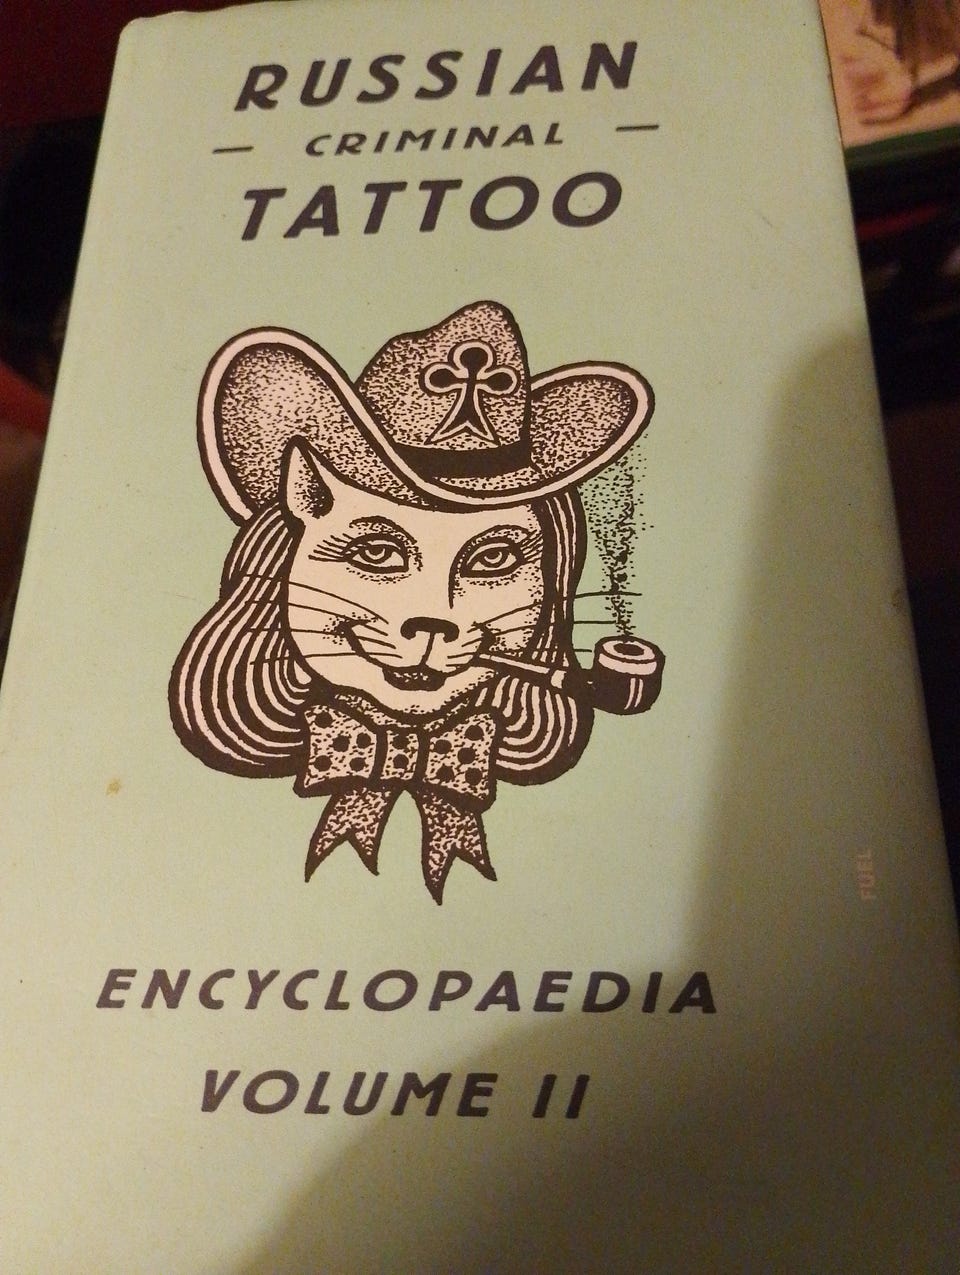 RUSSIAN
— CRIMINAL —
TATTOO
ENCYCLOPAEDIA
VOLUME II
FUEL